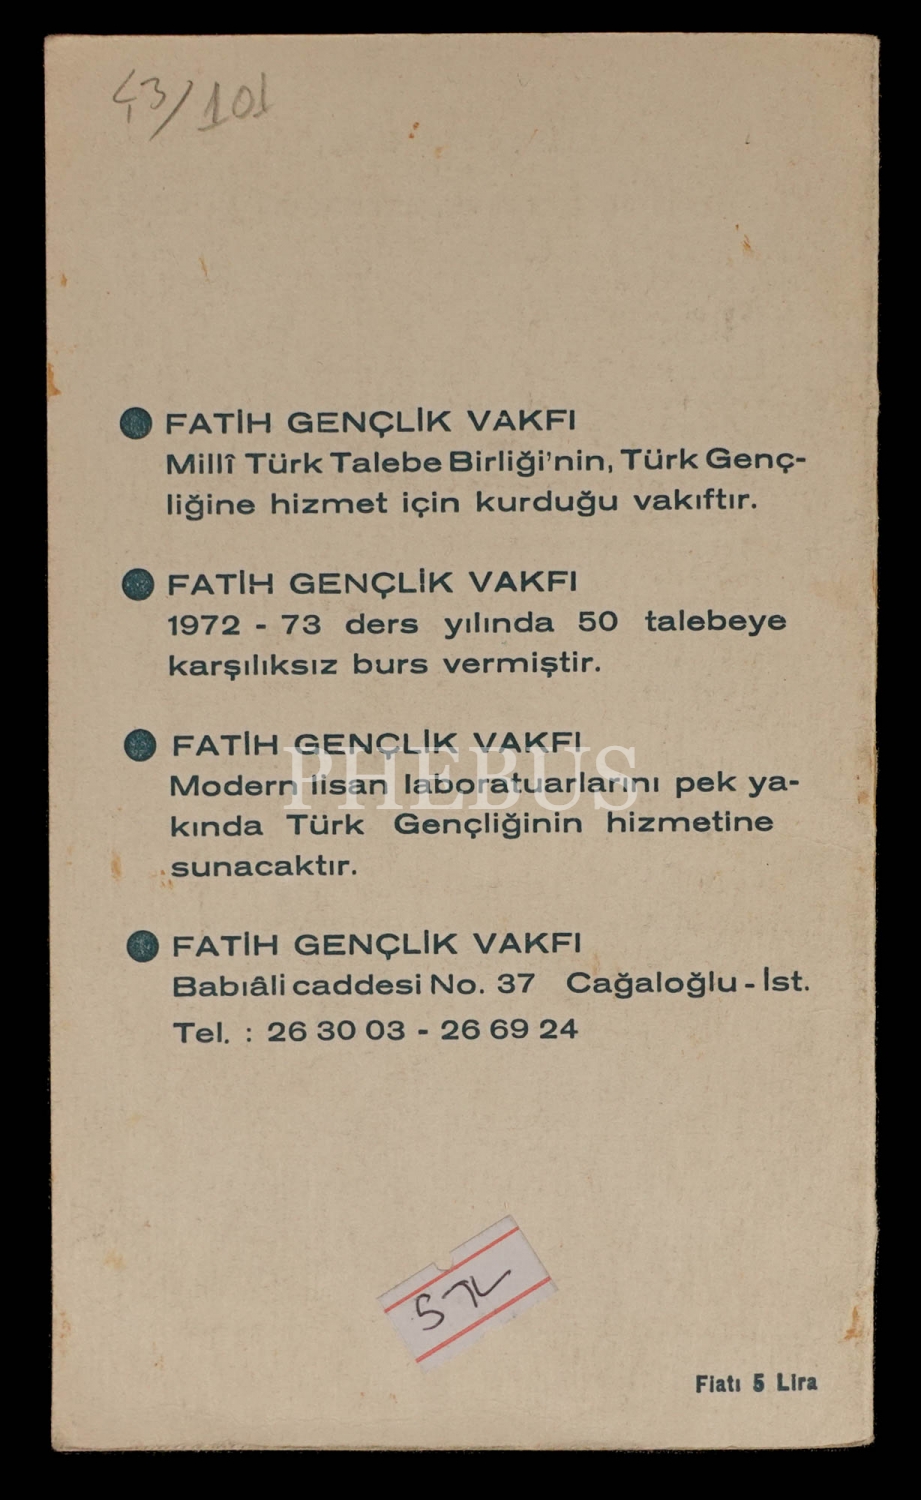 43/101
FATİH GENÇLİK VAKFI
Millî Türk Talebe Birliği'nin, Türk Genç-
liğine hizmet için kurduğu vakıftır.
FATİH GENÇLİK VAKFI
1972 - 73 ders yılında 50 talebeye
karşılıksız burs vermiştir.
FATİH GENÇLİK VAKFI
PHEBUS
Modern lisan laboratuarlarını pek ya-
kında Türk Gençliğinin hizmetine
sunacaktır.
FATİH GENÇLİK VAKFI
Babıâli caddesi No. 37 Cağaloğlu - İst.
Tel. : 26 30 03 - 26 69 24
5 TL
Fiatı 5 Lira